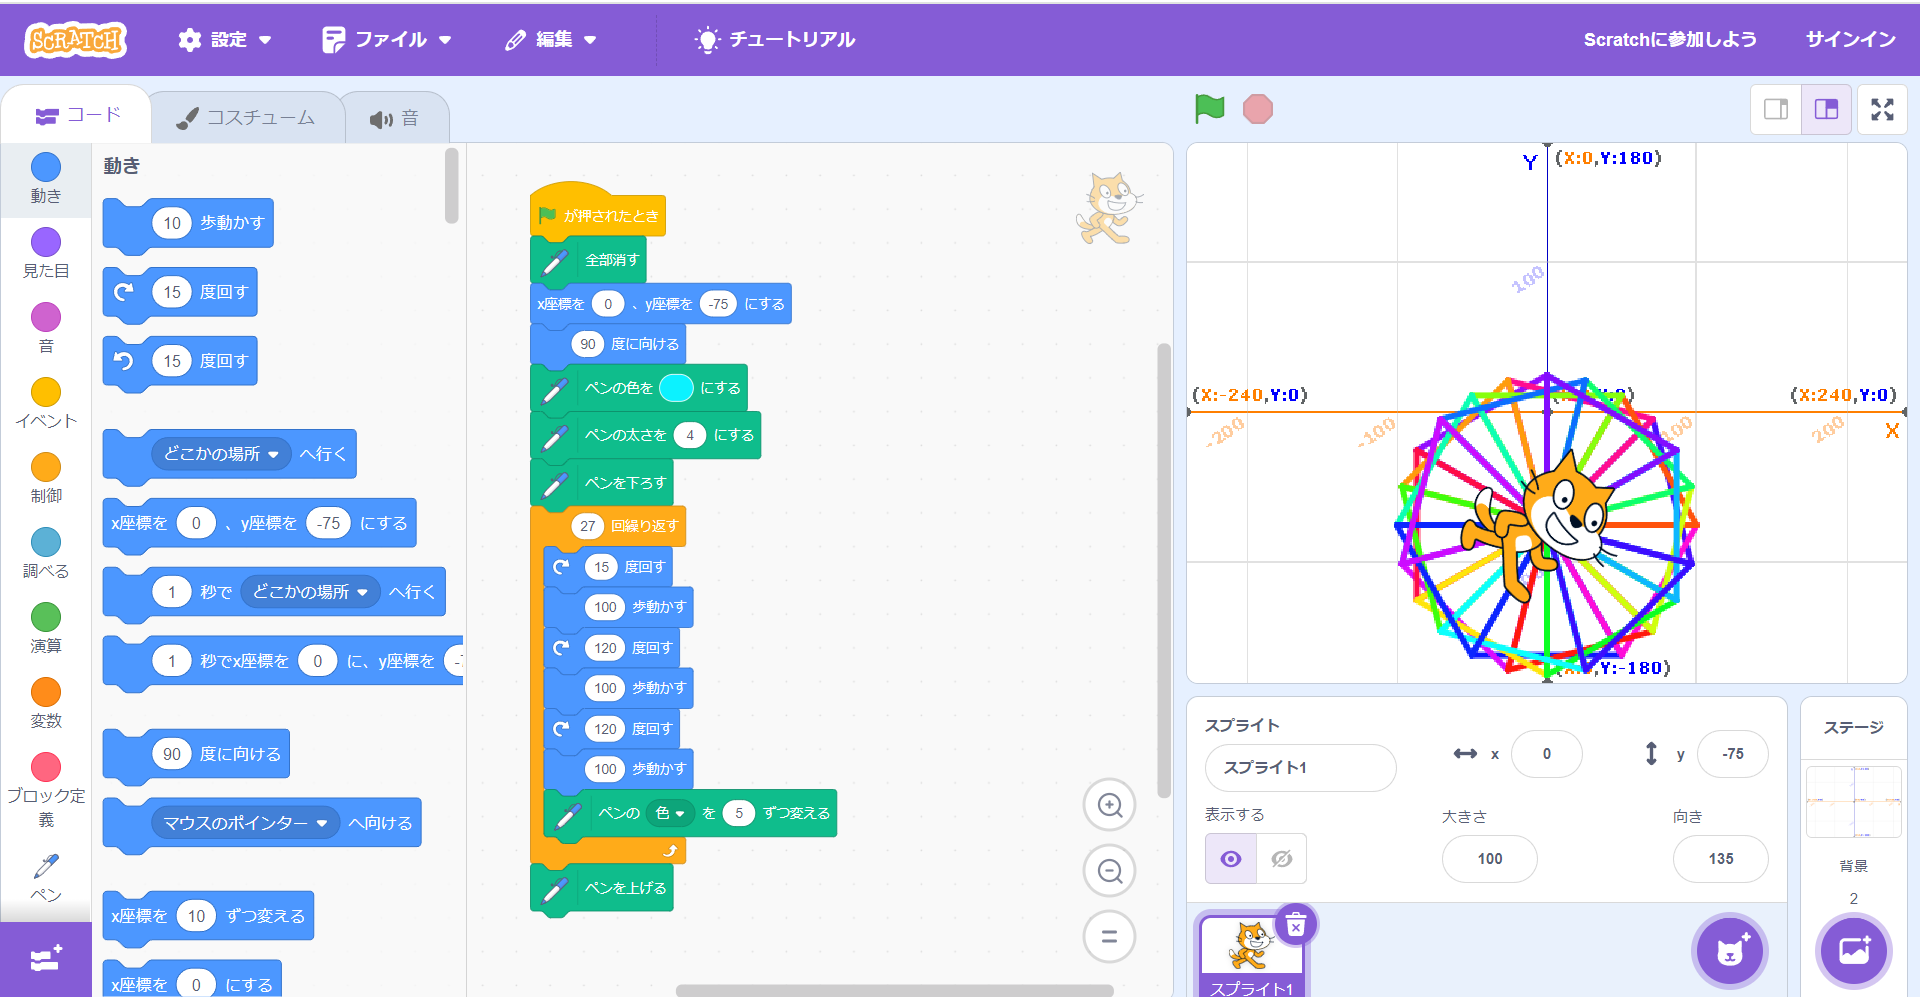 SCRATCH
設定
ファイル
編集
チュートリアル
Scratchに参加しよう
サインイン
コード
コスチューム
音
動き
見た目
音
イベント
制御
調べる
演算
変数
ブロック定
義
ペン
動き
10 歩動かす
15 度回す
15 度回す
どこかの場所 へ行く
x座標を 0 、y座標を -75 にする
1 秒で どこかの場所 へ行く
1 秒でx座標を 0 に、y座標を
90 度に向ける
マウスのポインター へ向ける
x座標を 10 ずつ変える
x座標を 0 にする
が押されたとき
全部消す
x座標を 0 、y座標を -75 にする
90 度に向ける
ペンの色を にする
ペンの太さを 4 にする
ペンを下ろす
27 回繰り返す
15 度回す
100 歩動かす
120 度回す
100 歩動かす
120 度回す
100 歩動かす
ペンの 色 を 5 ずつ変える
ペンを上げる
Y (X:0,Y:180)
100
(X:-240,Y:0)
(X:240,Y:0)
-200
-100
100
200
X
Y:-180)
スプライト
スプライト1
x 0
y -75
表示する
大きさ
100
向き
135
スプライト1
ステージ
背景
2